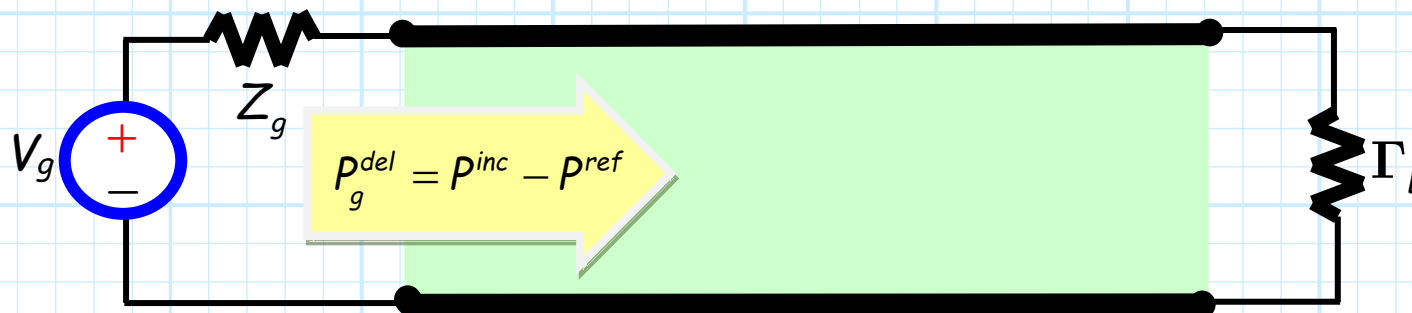 Z_g
+
V_g
−
P_g^{del} = P^{inc} − P^{ref}
Γ